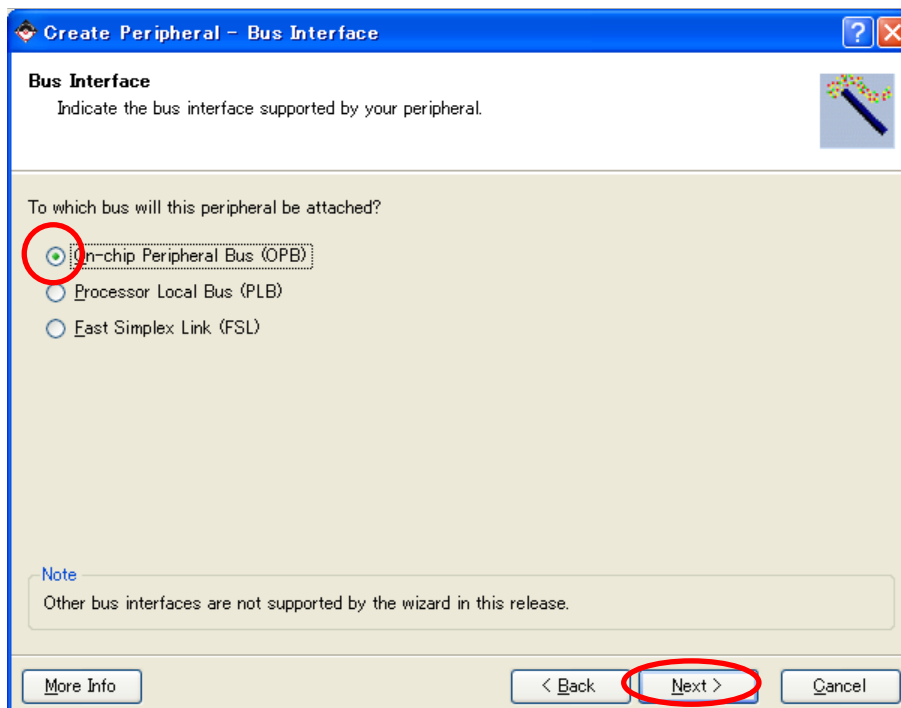 Create Peripheral - Bus Interface
Bus Interface
Indicate the bus interface supported by your peripheral.
To which bus will this peripheral be attached?
On-chip Peripheral Bus (OPB)
Processor Local Bus (PLB)
Fast Simplex Link (FSL)
Note
Other bus interfaces are not supported by the wizard in this release.
More Info
< Back
Next >
Cancel